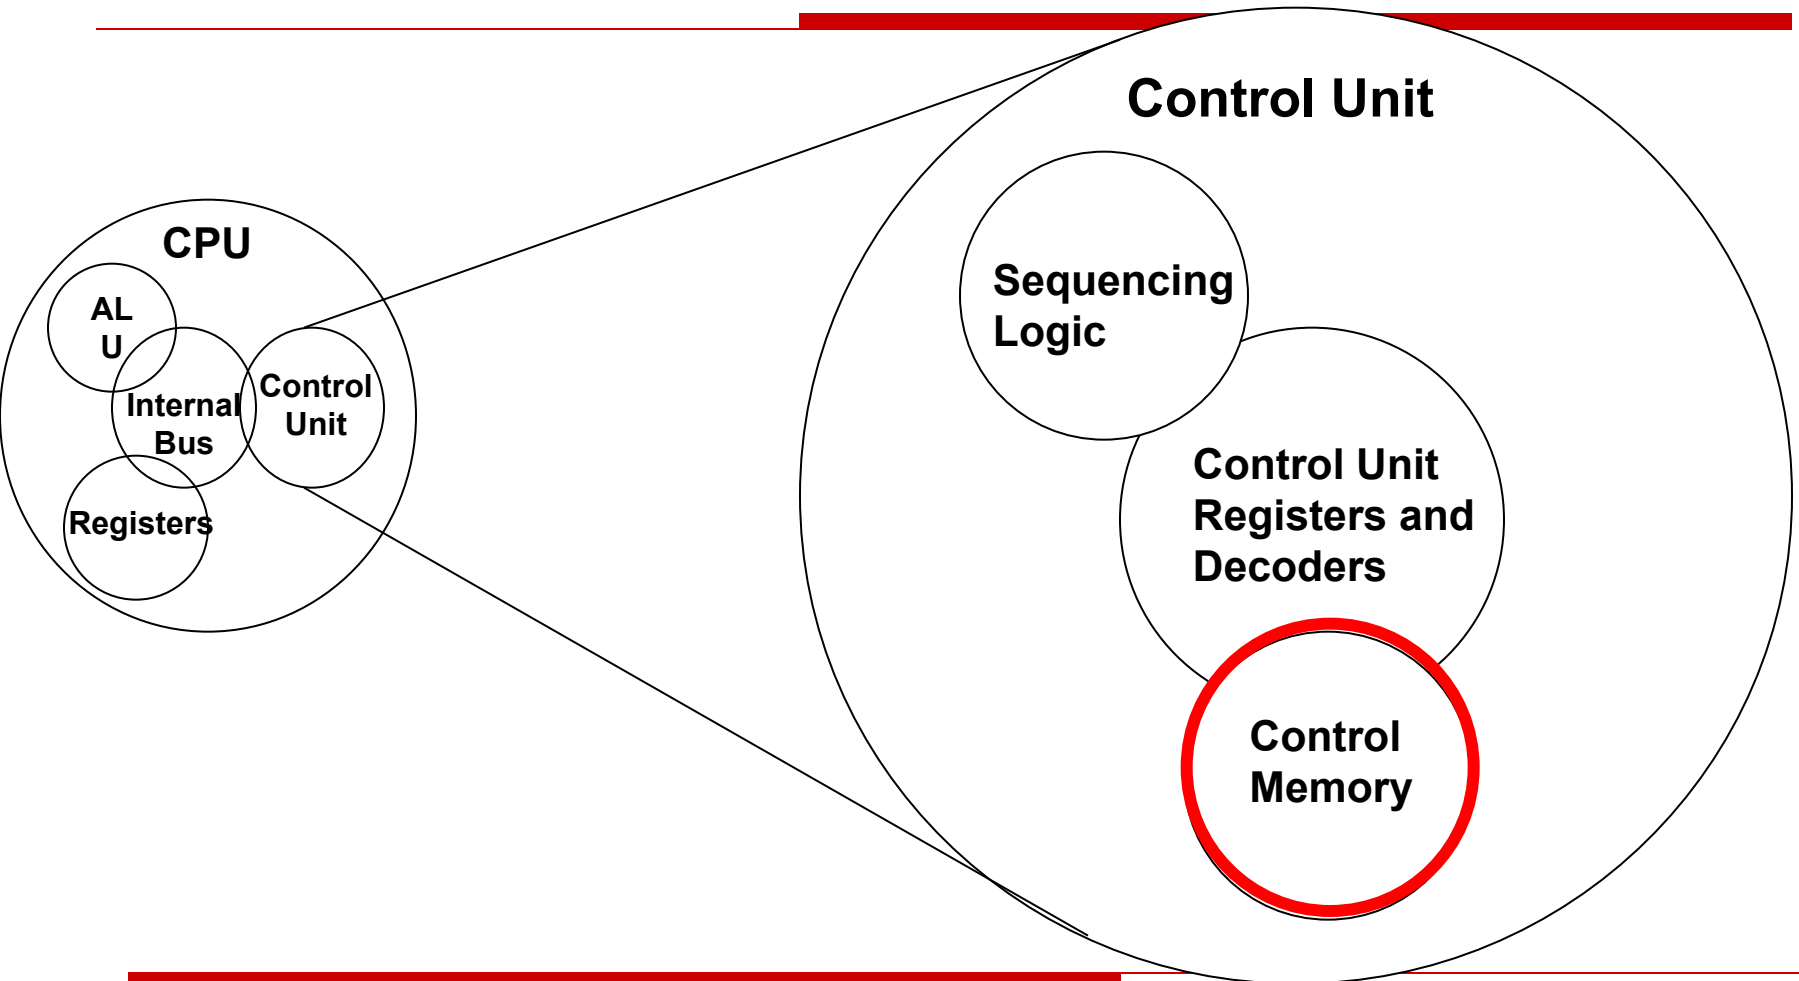 Control Unit
CPU
AL
U
Internal
Bus
Control
Unit
Registers
Sequencing
Logic
Control Unit
Registers and
Decoders
Control
Memory